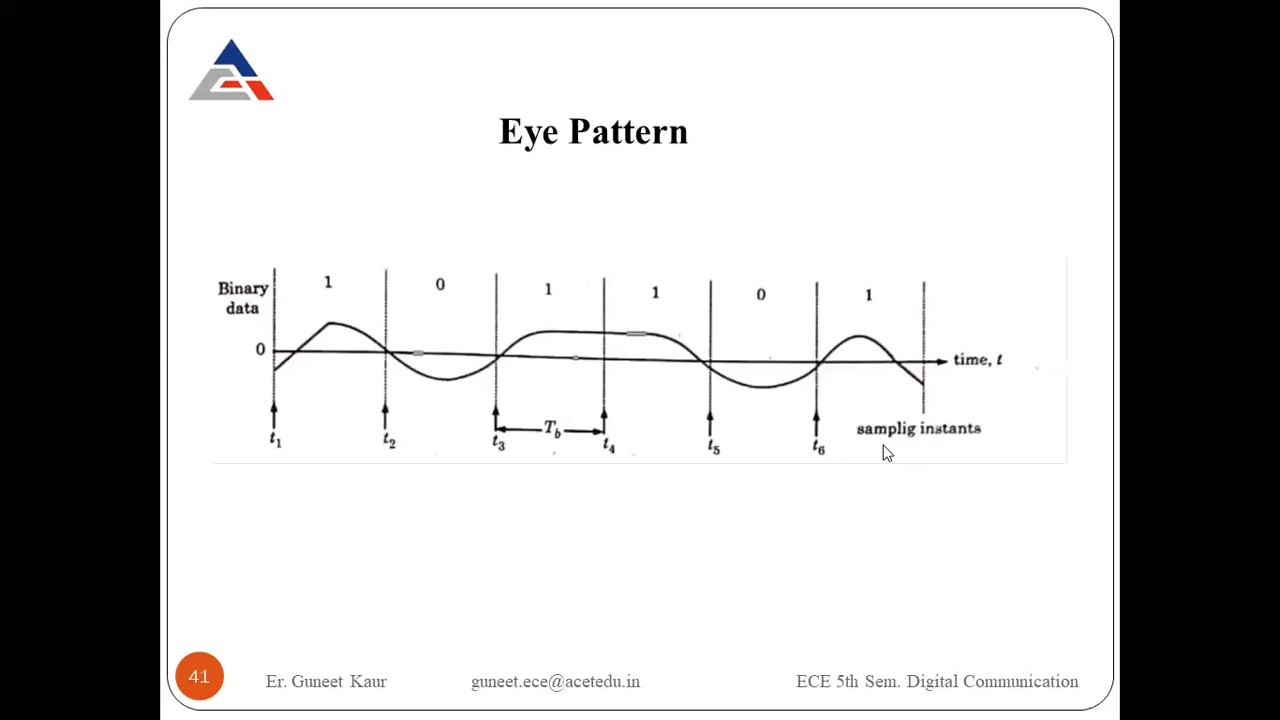 Eye Pattern
Binary data
1 0 1 1 0 1
0
time, t
t1 t2 t3 Tb t4 t5 t6
samplig instants
41 Er. Guneet Kaur guneet.ece@acetedu.in ECE 5th Sem. Digital Communication